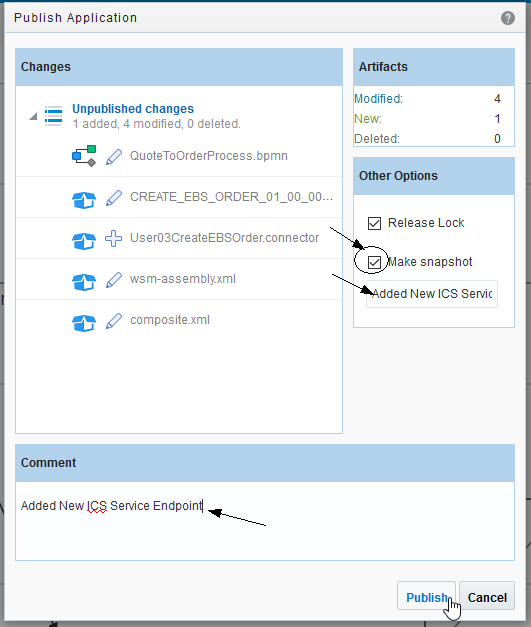 Publish Application
?
Changes
Unpublished changes
1 added, 4 modified, 0 deleted.
QuoteToOrderProcess.bpmn
CREATE_EBS_ORDER_01_00_00...
User03CreateEBSOrder.connector
wsm-assembly.xml
composite.xml
Artifacts
Modified: 4
New: 1
Deleted: 0
Other Options
Release Lock
Make snapshot
Added New ICS Servic
Comment
Added New ICS Service Endpoint
Publish
Cancel